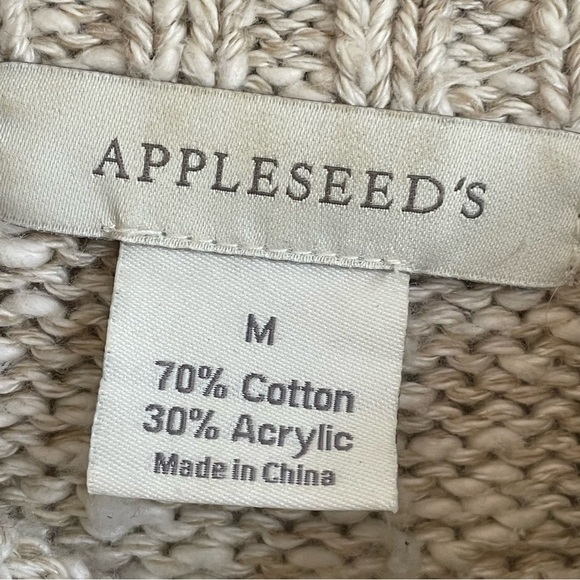 APPLESEED'S
M
70% Cotton
30% Acrylic
Made in China